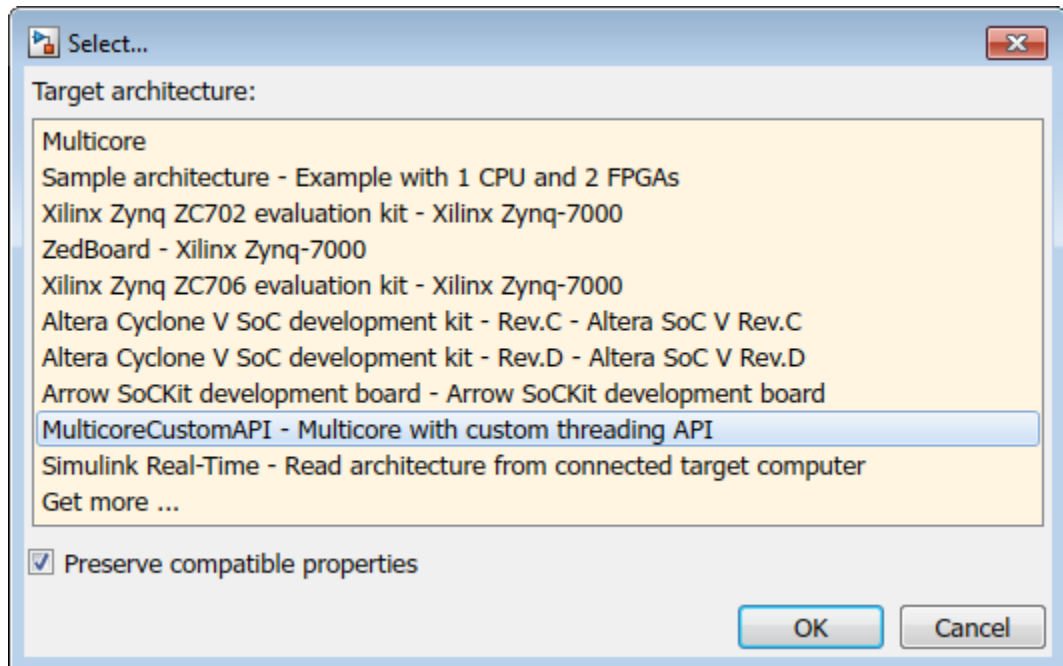 Select...
Target architecture:
Multicore
Sample architecture - Example with 1 CPU and 2 FPGAs
Xilinx Zynq ZC702 evaluation kit - Xilinx Zynq-7000
ZedBoard - Xilinx Zynq-7000
Xilinx Zynq ZC706 evaluation kit - Xilinx Zynq-7000
Altera Cyclone V SoC development kit - Rev.C - Altera SoC V Rev.C
Altera Cyclone V SoC development kit - Rev.D - Altera SoC V Rev.D
Arrow SoCKit development board - Arrow SoCKit development board
MulticoreCustomAPI - Multicore with custom threading API
Simulink Real-Time - Read architecture from connected target computer
Get more ...
Preserve compatible properties
OK Cancel